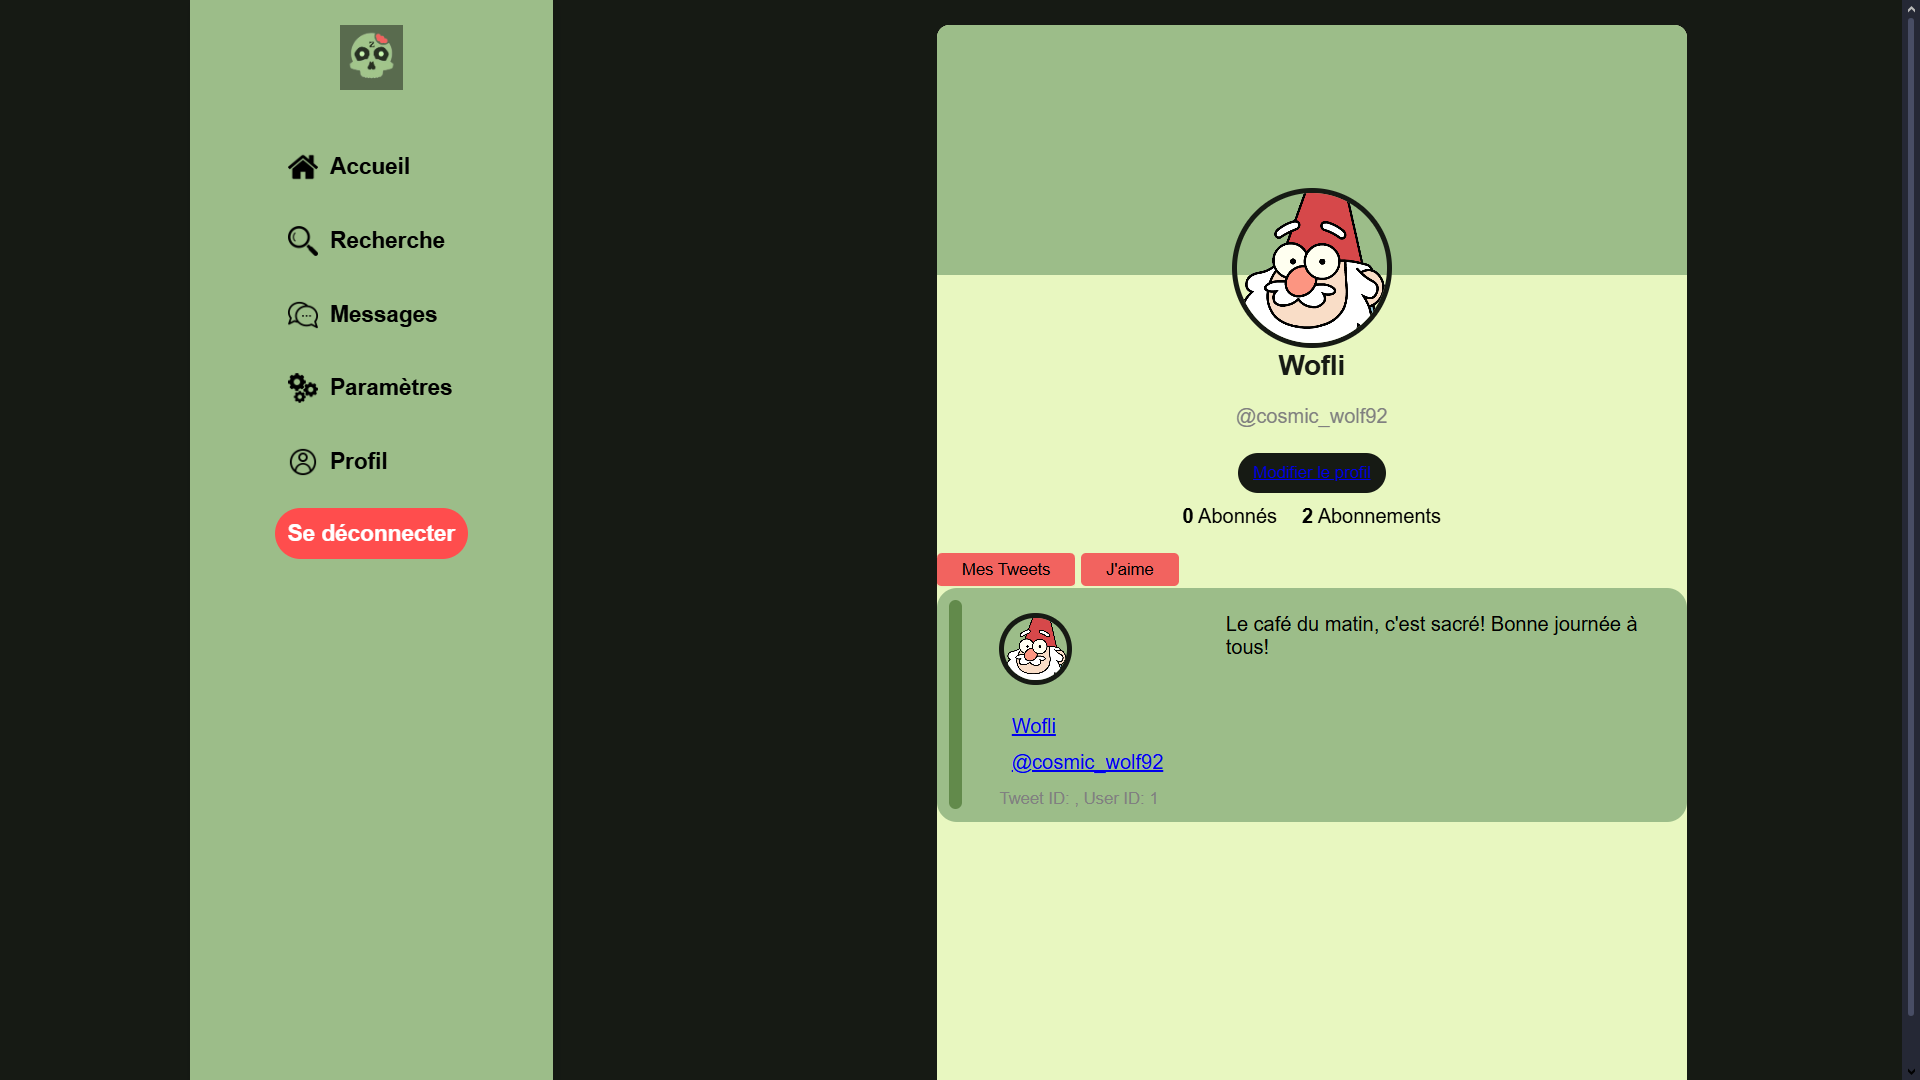 Accueil
Recherche
Messages
Paramètres
Profil
Se déconnecter
Wofli
@cosmic_wolf92
Modifier le profil
0 Abonnés 2 Abonnements
Mes Tweets J'aime
Le café du matin, c'est sacré! Bonne journée à
tous!
Wofli
@cosmic_wolf92
Tweet ID: , User ID: 1